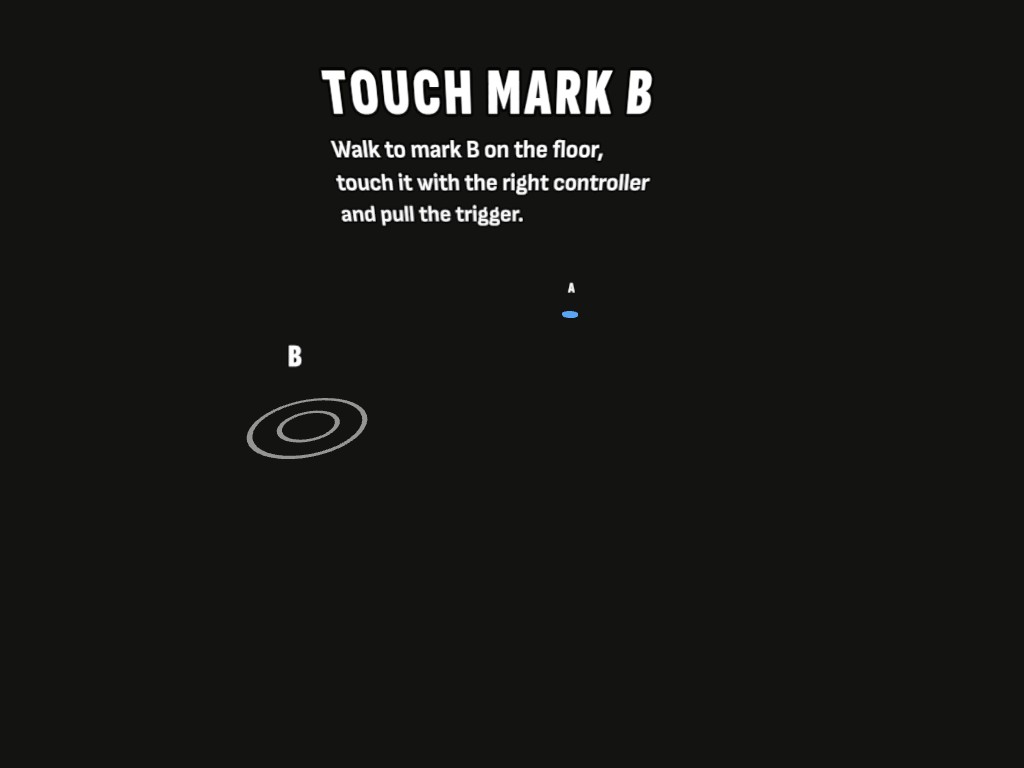 TOUCH MARK B
Walk to mark B on the floor,
touch it with the right controller
and pull the trigger.
A
B